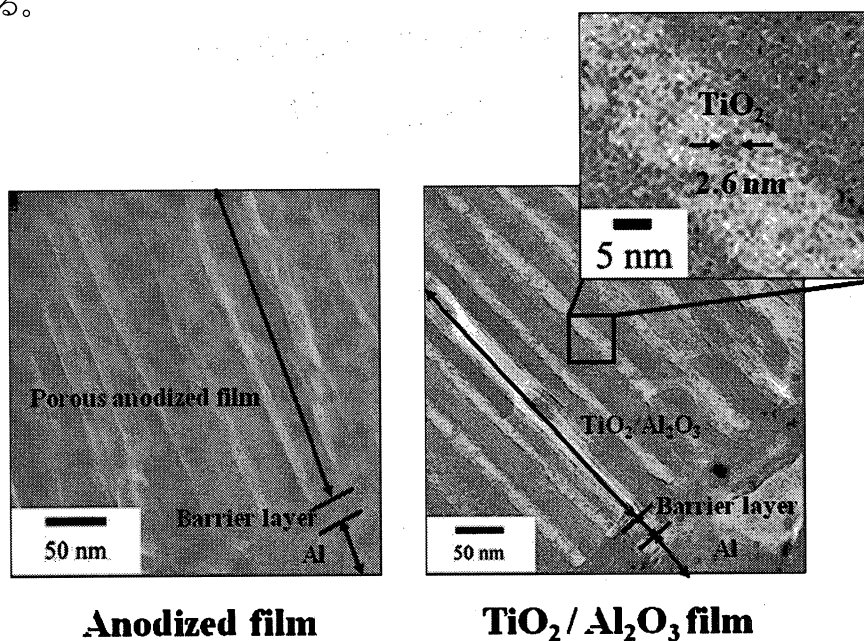 る。
TiO₂
2.6 nm
5 nm
Porous anodized film
Barrier layer
Al
50 nm
TiO₂/Al₂O₃
Barrier layer
Al
50 nm
Anodized film
TiO₂ / Al₂O₃ film